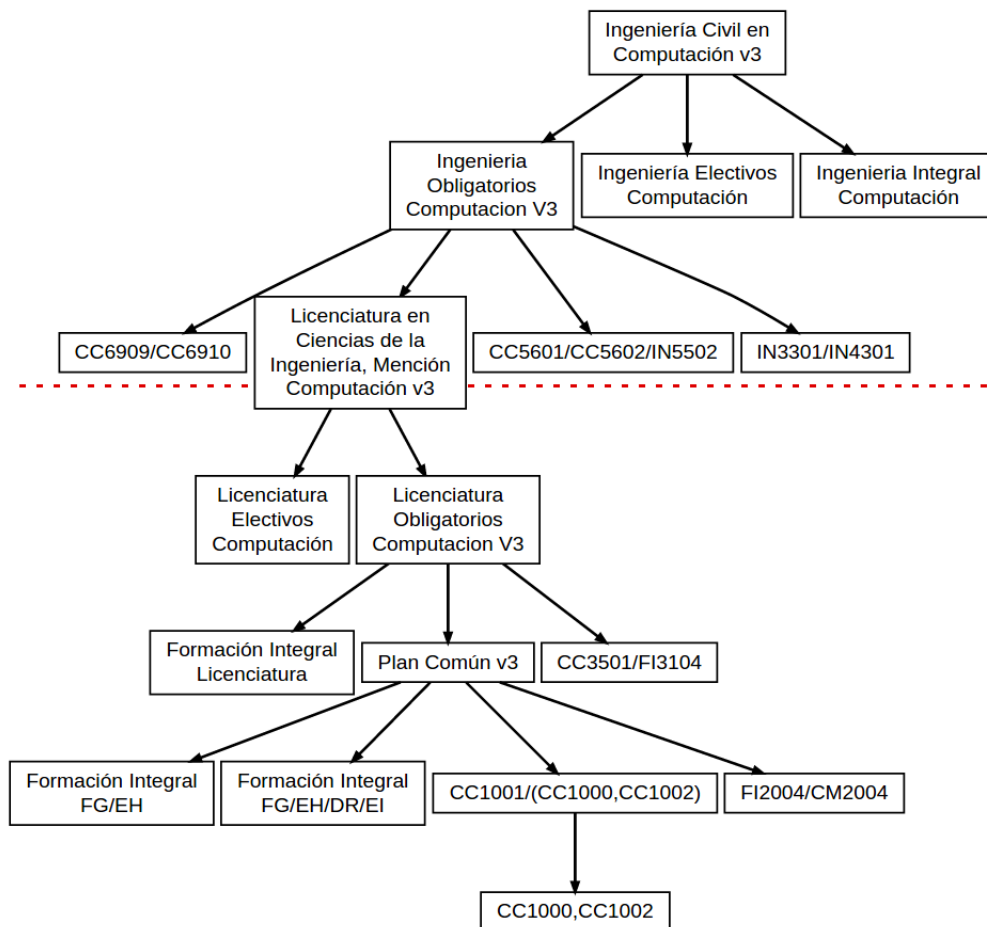 Ingeniería Civil en
Computación v3
Ingenieria
Obligatorios
Computacion V3
Ingeniería Electivos
Computación
Ingenieria Integral
Computación
CC6909/CC6910
Licenciatura en
Ciencias de la
Ingeniería, Mención
Computación v3
CC5601/CC5602/IN5502
IN3301/IN4301
Licenciatura
Electivos
Computación
Licenciatura
Obligatorios
Computacion V3
Formación Integral
Licenciatura
Plan Común v3
CC3501/FI3104
Formación Integral
FG/EH
Formación Integral
FG/EH/DR/EI
CC1001/(CC1000,CC1002)
FI2004/CM2004
CC1000,CC1002